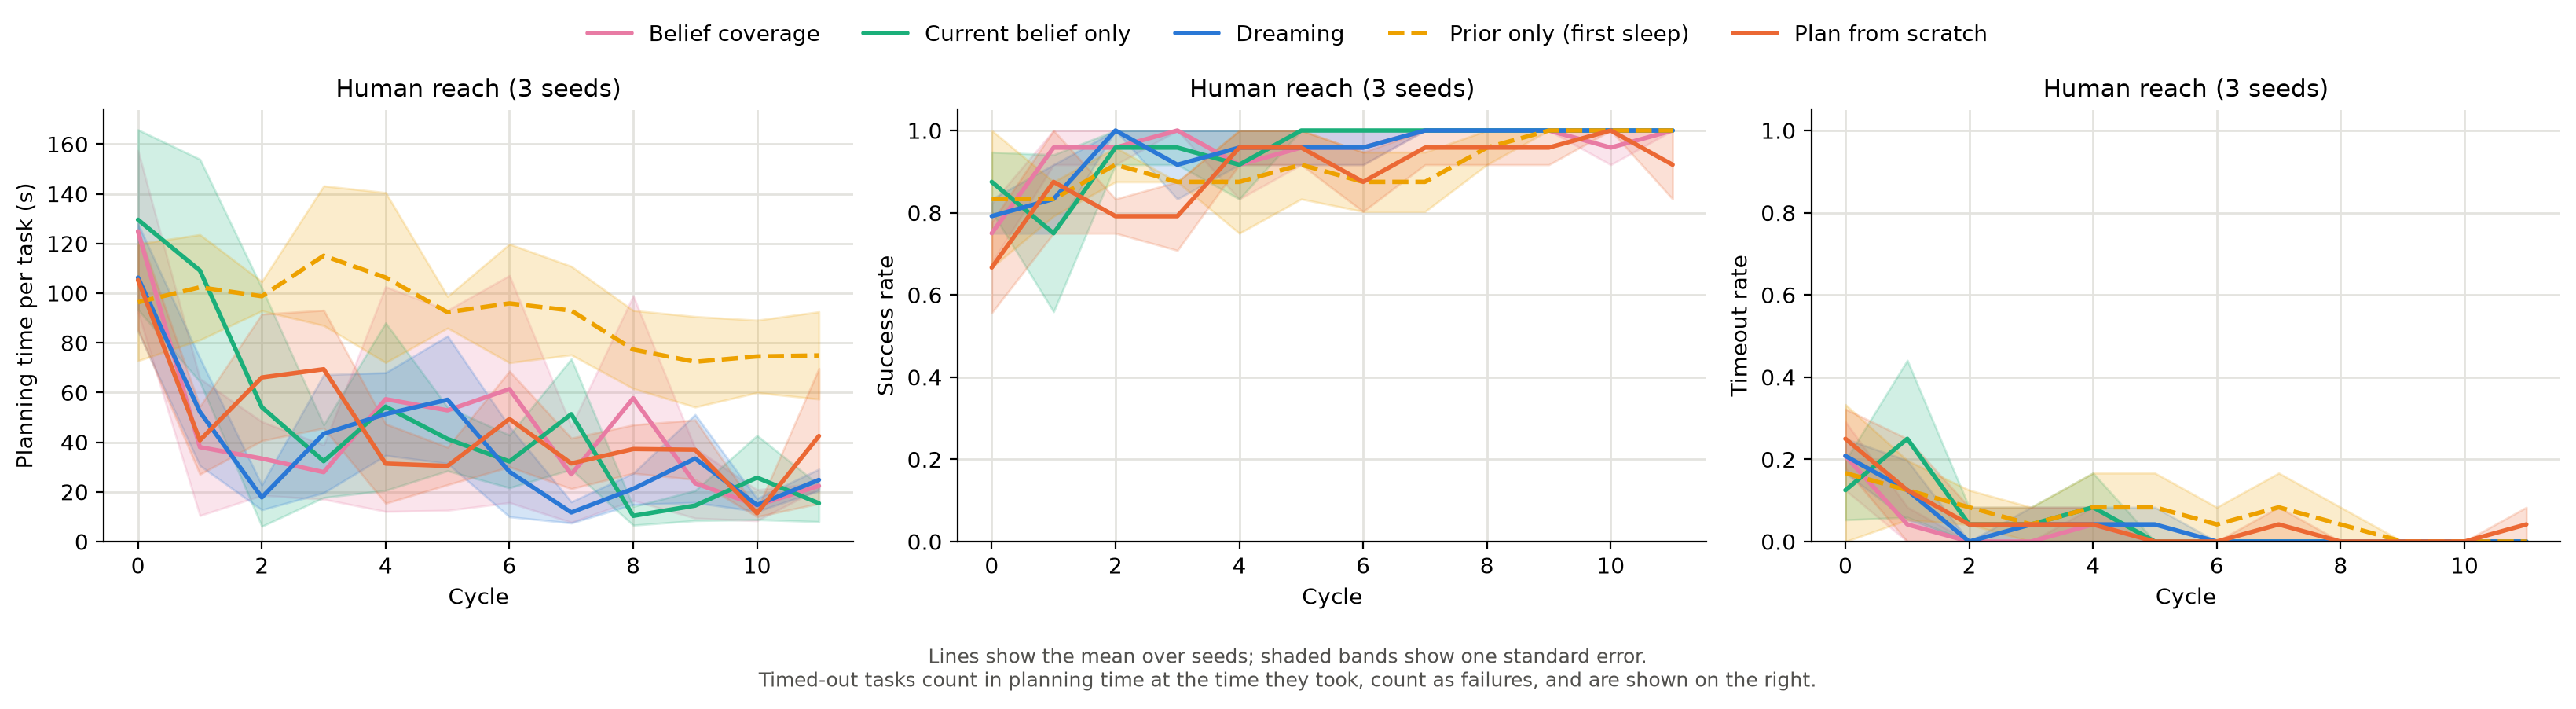 Belief coverage
Current belief only
Dreaming
Prior only (first sleep)
Plan from scratch
Human reach (3 seeds)
Planning time per task (s)
160
140
120
100
80
60
40
20
0
0 2 4 6 8 10
Cycle
Human reach (3 seeds)
Success rate
1.0
0.8
0.6
0.4
0.2
0.0
0 2 4 6 8 10
Cycle
Human reach (3 seeds)
Timeout rate
1.0
0.8
0.6
0.4
0.2
0.0
0 2 4 6 8 10
Cycle
Lines show the mean over seeds; shaded bands show one standard error.
Timed-out tasks count in planning time at the time they took, count as failures, and are shown on the right.